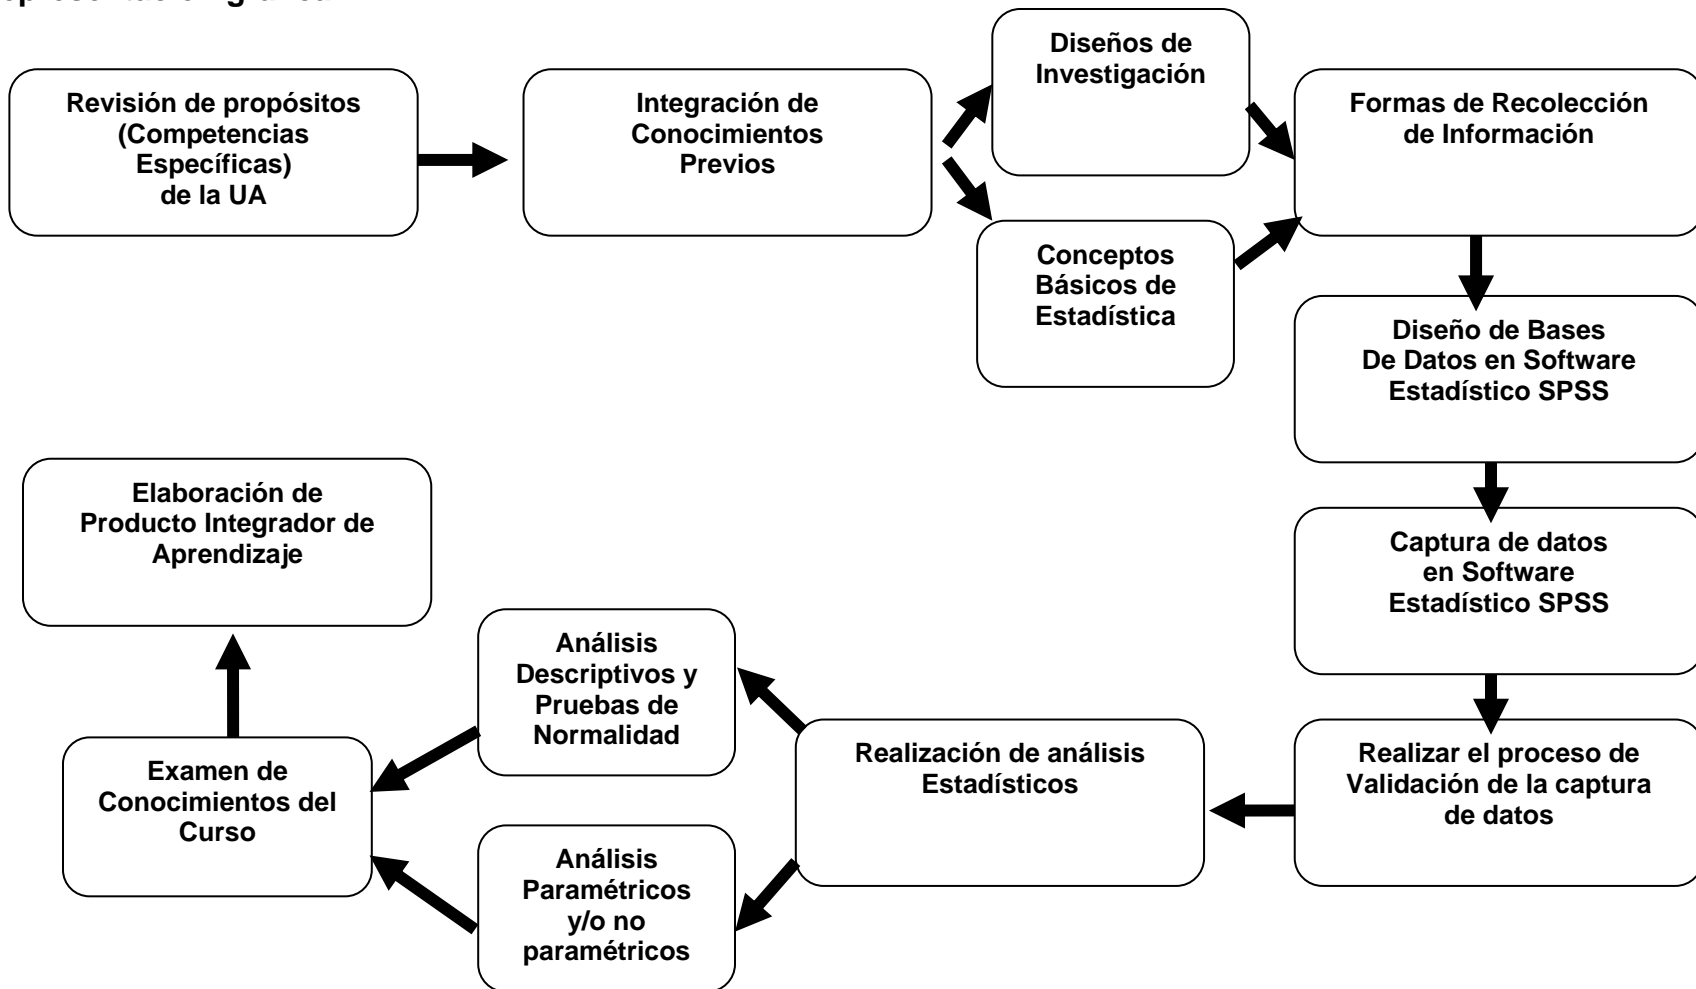 Revisión de propósitos
(Competencias
Específicas)
de la UA
Integración de
Conocimientos
Previos
Diseños de
Investigación
Conceptos
Básicos de
Estadística
Formas de Recolección
de Información
Diseño de Bases
De Datos en Software
Estadístico SPSS
Captura de datos
en Software
Estadístico SPSS
Realizar el proceso de
Validación de la captura
de datos
Realización de análisis
Estadísticos
Análisis
Descriptivos y
Pruebas de
Normalidad
Análisis
Paramétricos
y/o no
paramétricos
Examen de
Conocimientos del
Curso
Elaboración de
Producto Integrador de
Aprendizaje